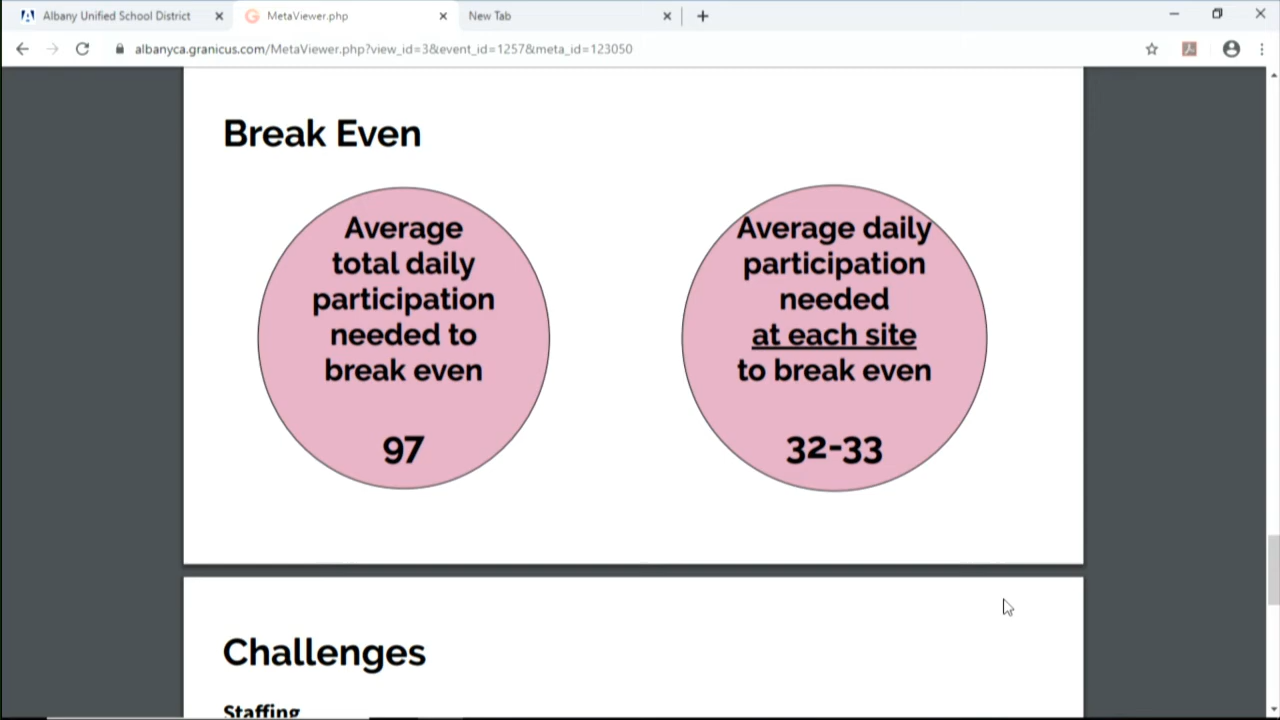 Albany Unified School District
MetaViewer.php
New Tab
albanyca.granicus.com/MetaViewer.php?view_id=3&event_id=1257&meta_id=123050
Break Even
Average
total daily
participation
needed to
break even
97
Average daily
participation
needed
at each site
to break even
32-33
Challenges
Staffing